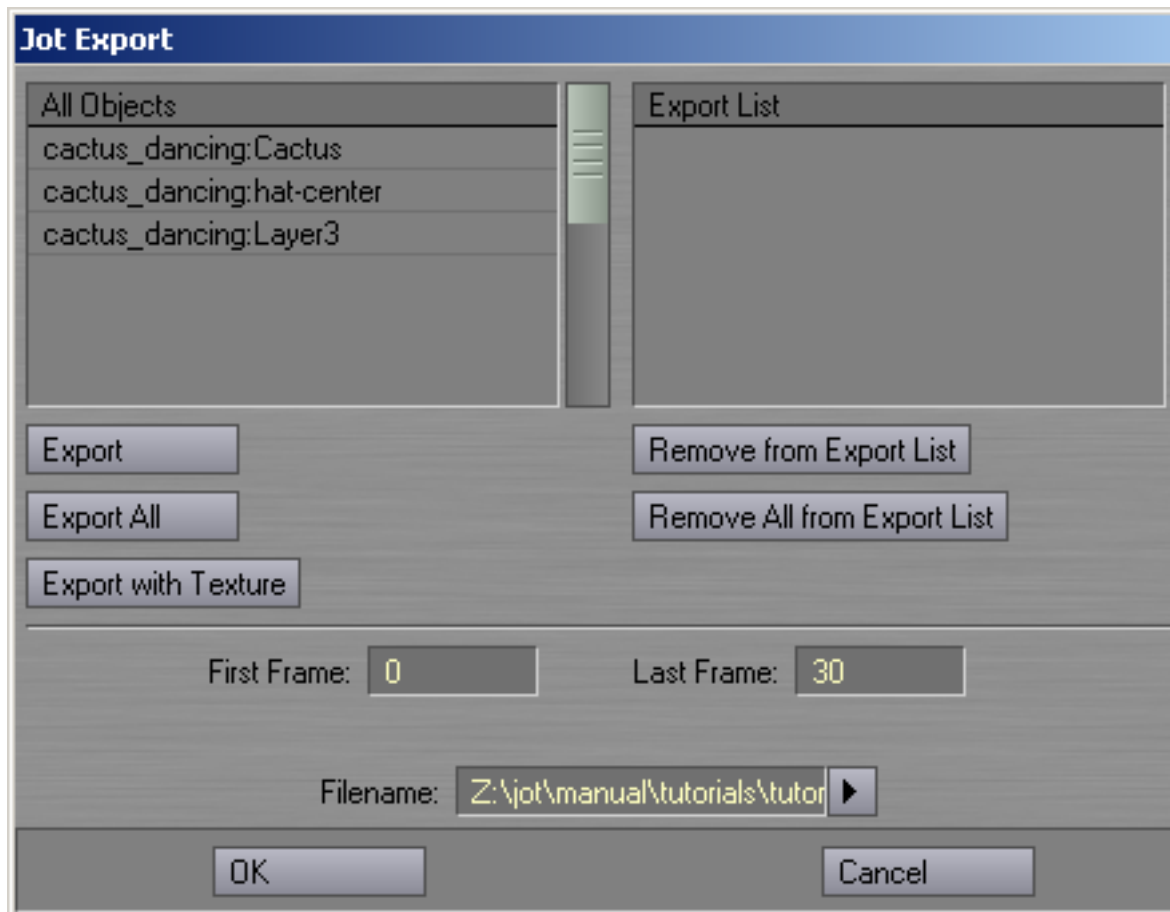 Jot Export
All Objects
cactus_dancing:Cactus
cactus_dancing:hat-center
cactus_dancing:Layer3
Export List
Export
Remove from Export List
Export All
Remove All from Export List
Export with Texture
First Frame: 0
Last Frame: 30
Filename: Z:\jot\manual\tutorials\tutor
OK
Cancel